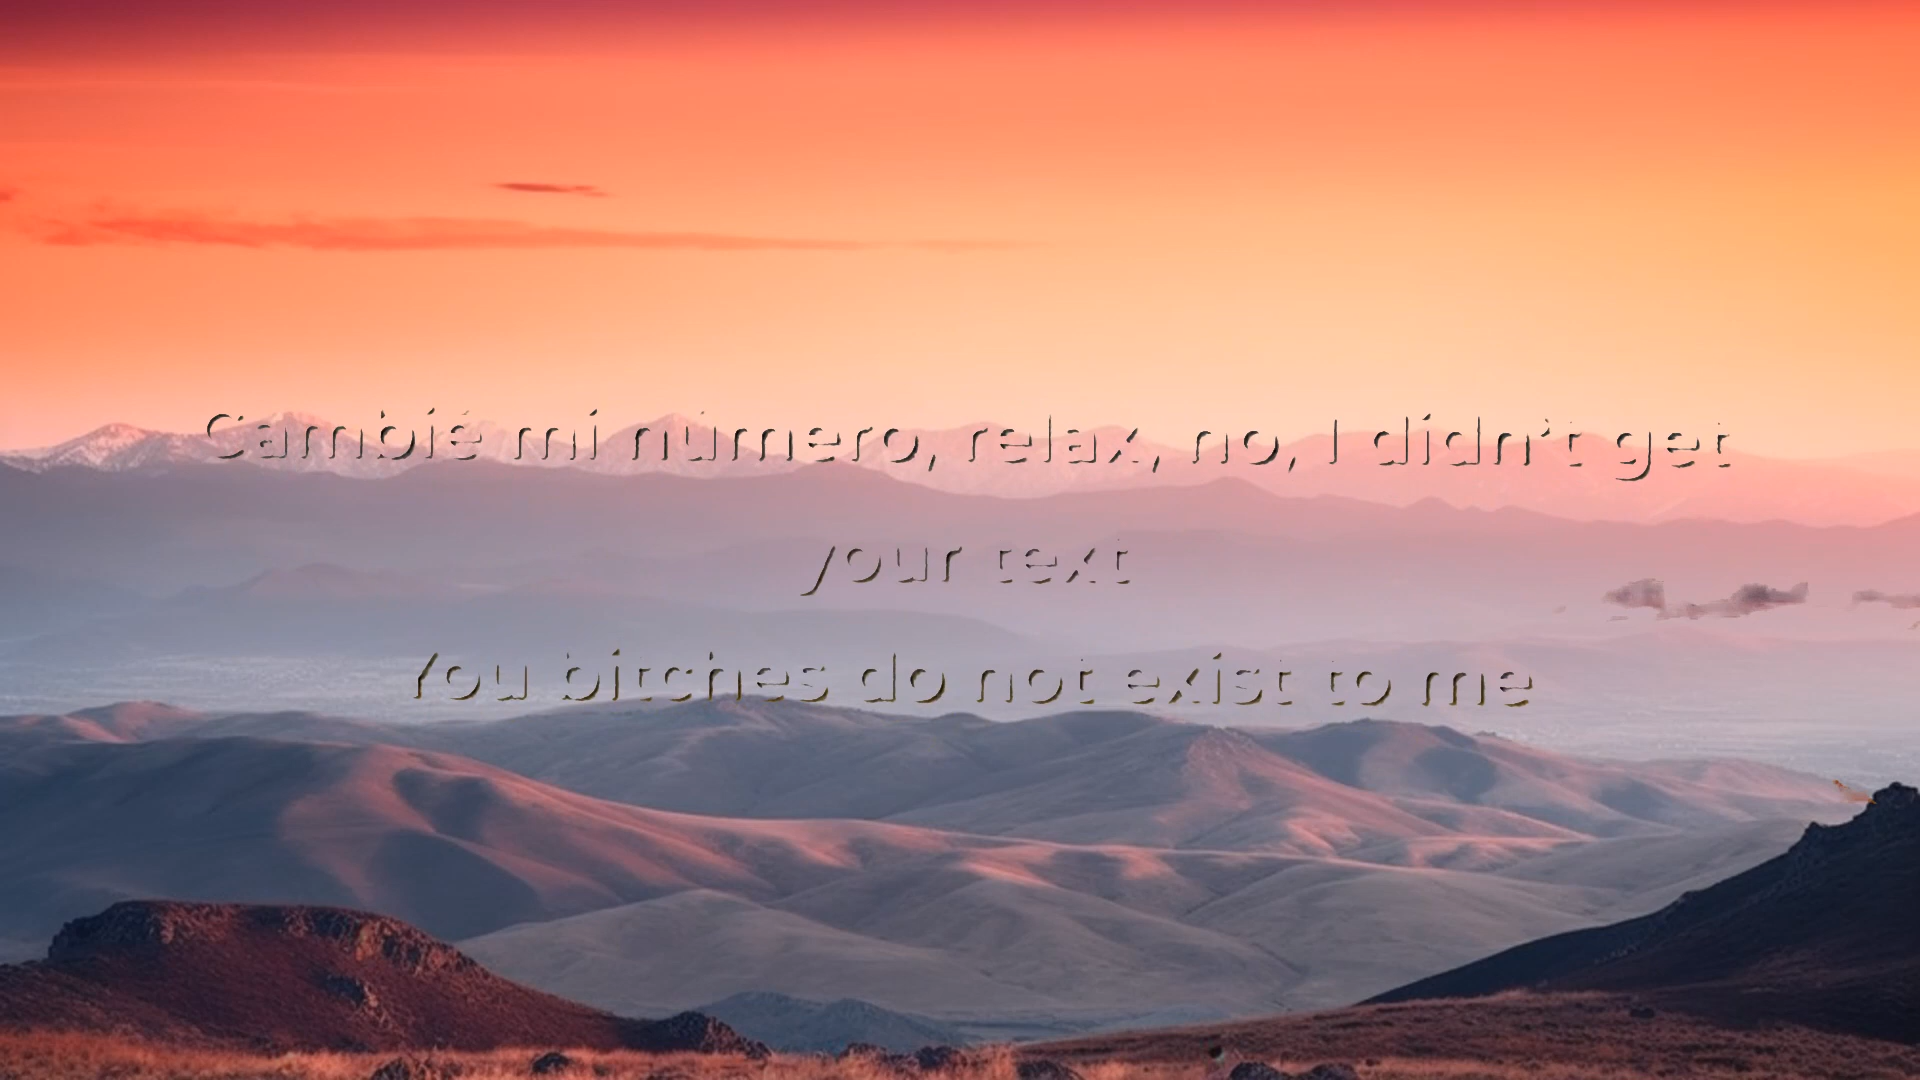 Cambié mi número, relax, no, I didn't get
your text
You bitches do not exist to me